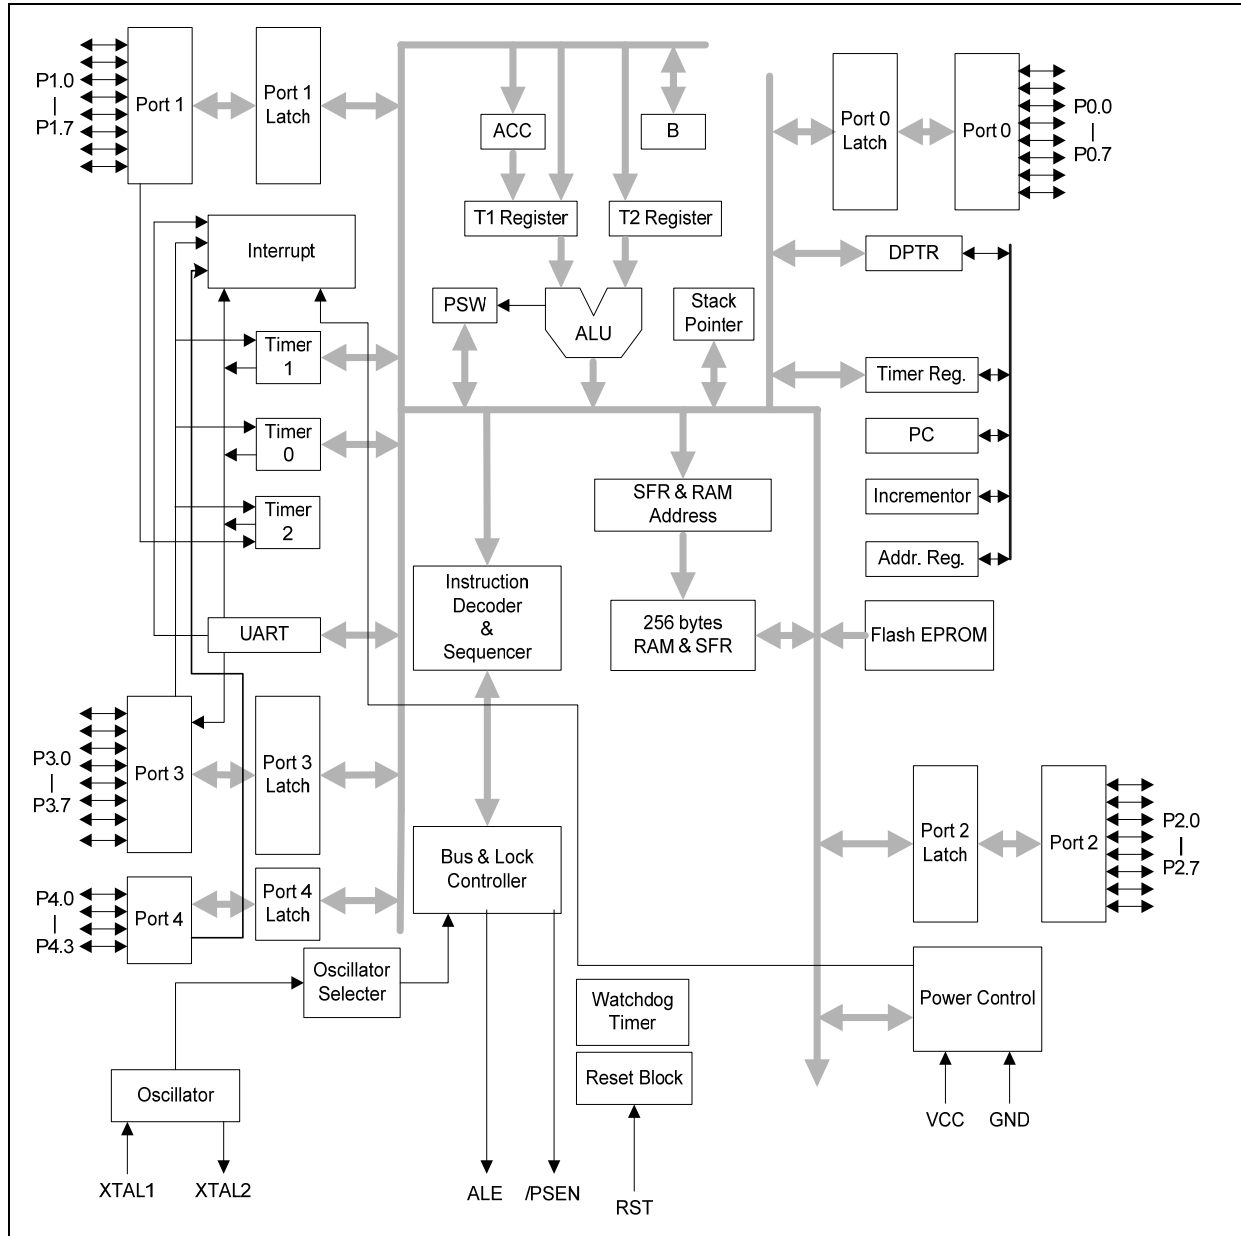 P1.0
|
P1.7
Port 1
Port 1
Latch
ACC
B
Port 0
Latch
Port 0
P0.0
|
P0.7
T1 Register
T2 Register
Interrupt
DPTR
PSW
ALU
Stack
Pointer
Timer
1
Timer Reg.
Timer
0
PC
Timer
2
SFR & RAM
Address
Incrementor
Addr. Reg.
Instruction
Decoder
&
Sequencer
UART
256 bytes
RAM & SFR
Flash EPROM
P3.0
|
P3.7
Port 3
Port 3
Latch
Port 2
Latch
Port 2
P2.0
|
P2.7
Bus & Lock
Controller
P4.0
|
P4.3
Port 4
Port 4
Latch
Oscillator
Selecter
Watchdog
Timer
Power Control
Reset Block
Oscillator
VCC
GND
XTAL1
XTAL2
ALE
/PSEN
RST